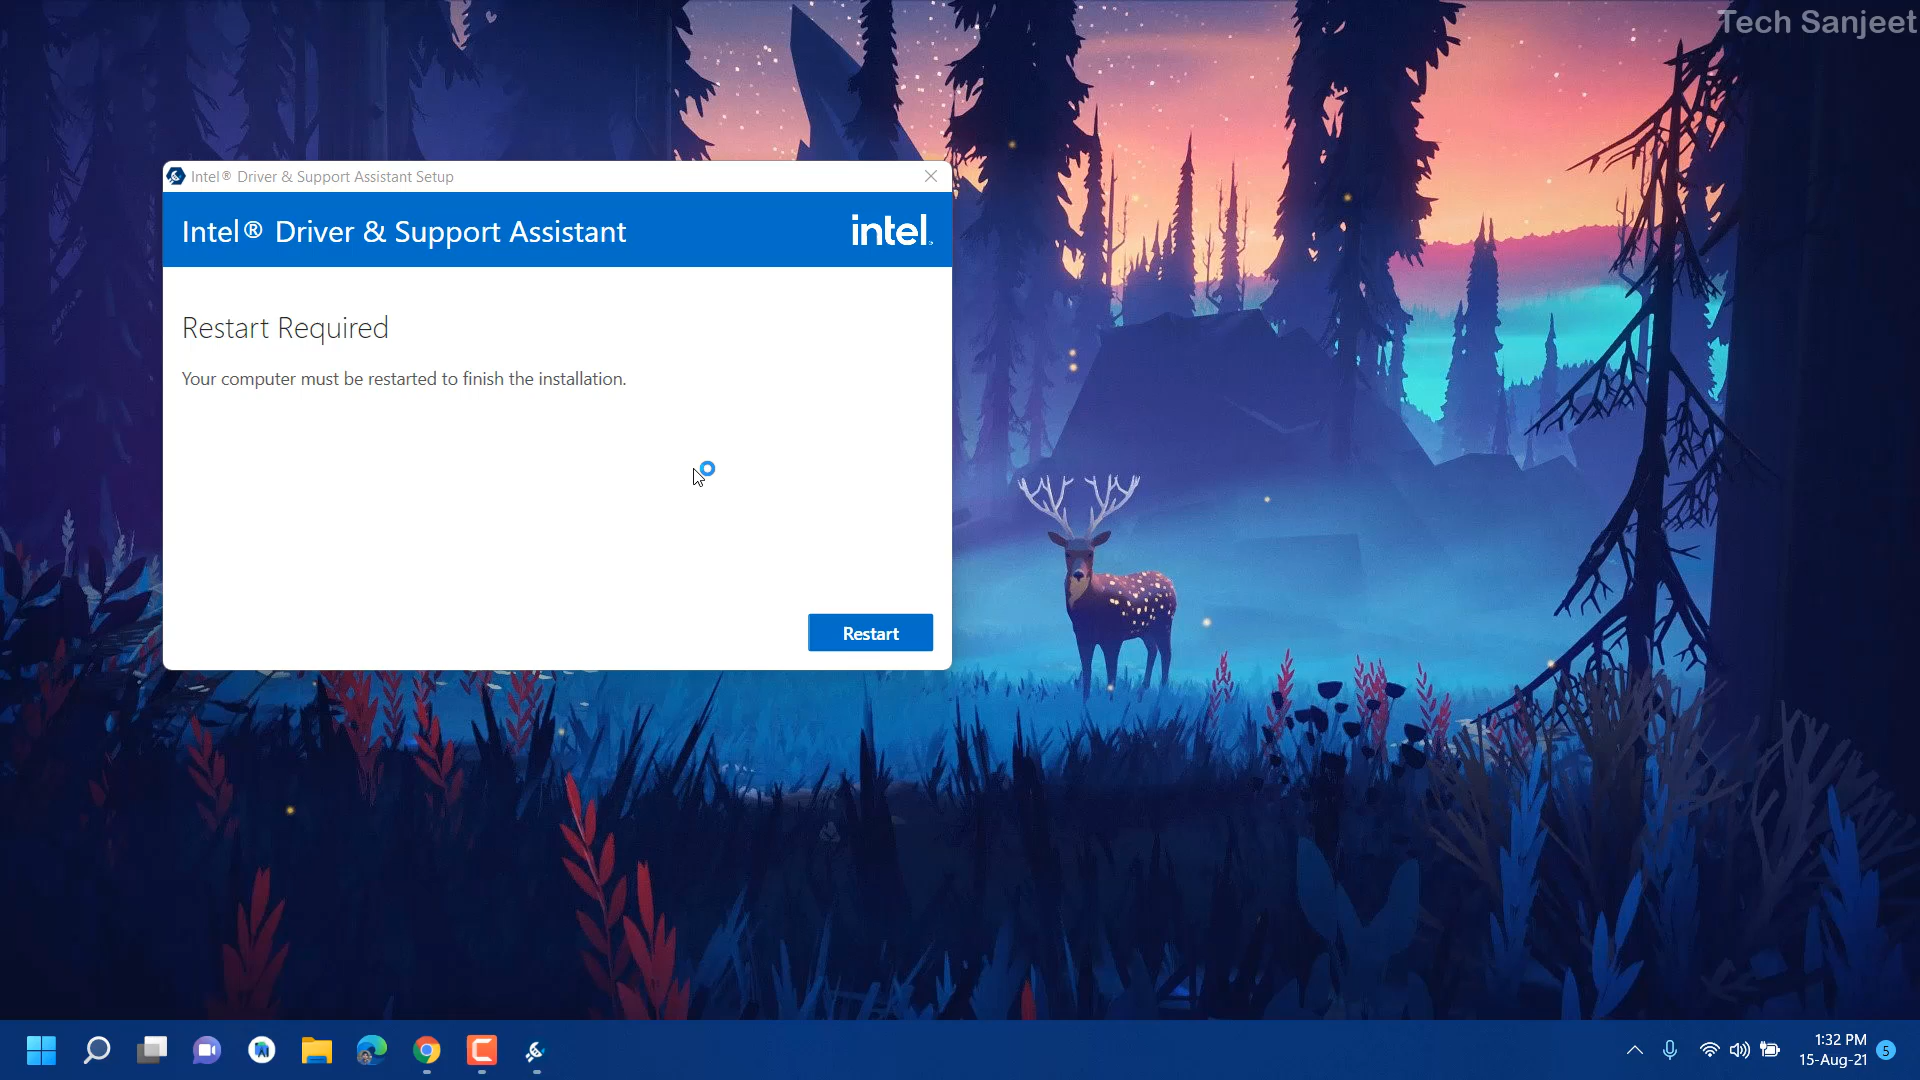 Tech Sanjeet
Intel® Driver & Support Assistant Setup
Intel® Driver & Support Assistant
intel.
Restart Required
Your computer must be restarted to finish the installation.
Restart
1:32 PM
15-Aug-21
5